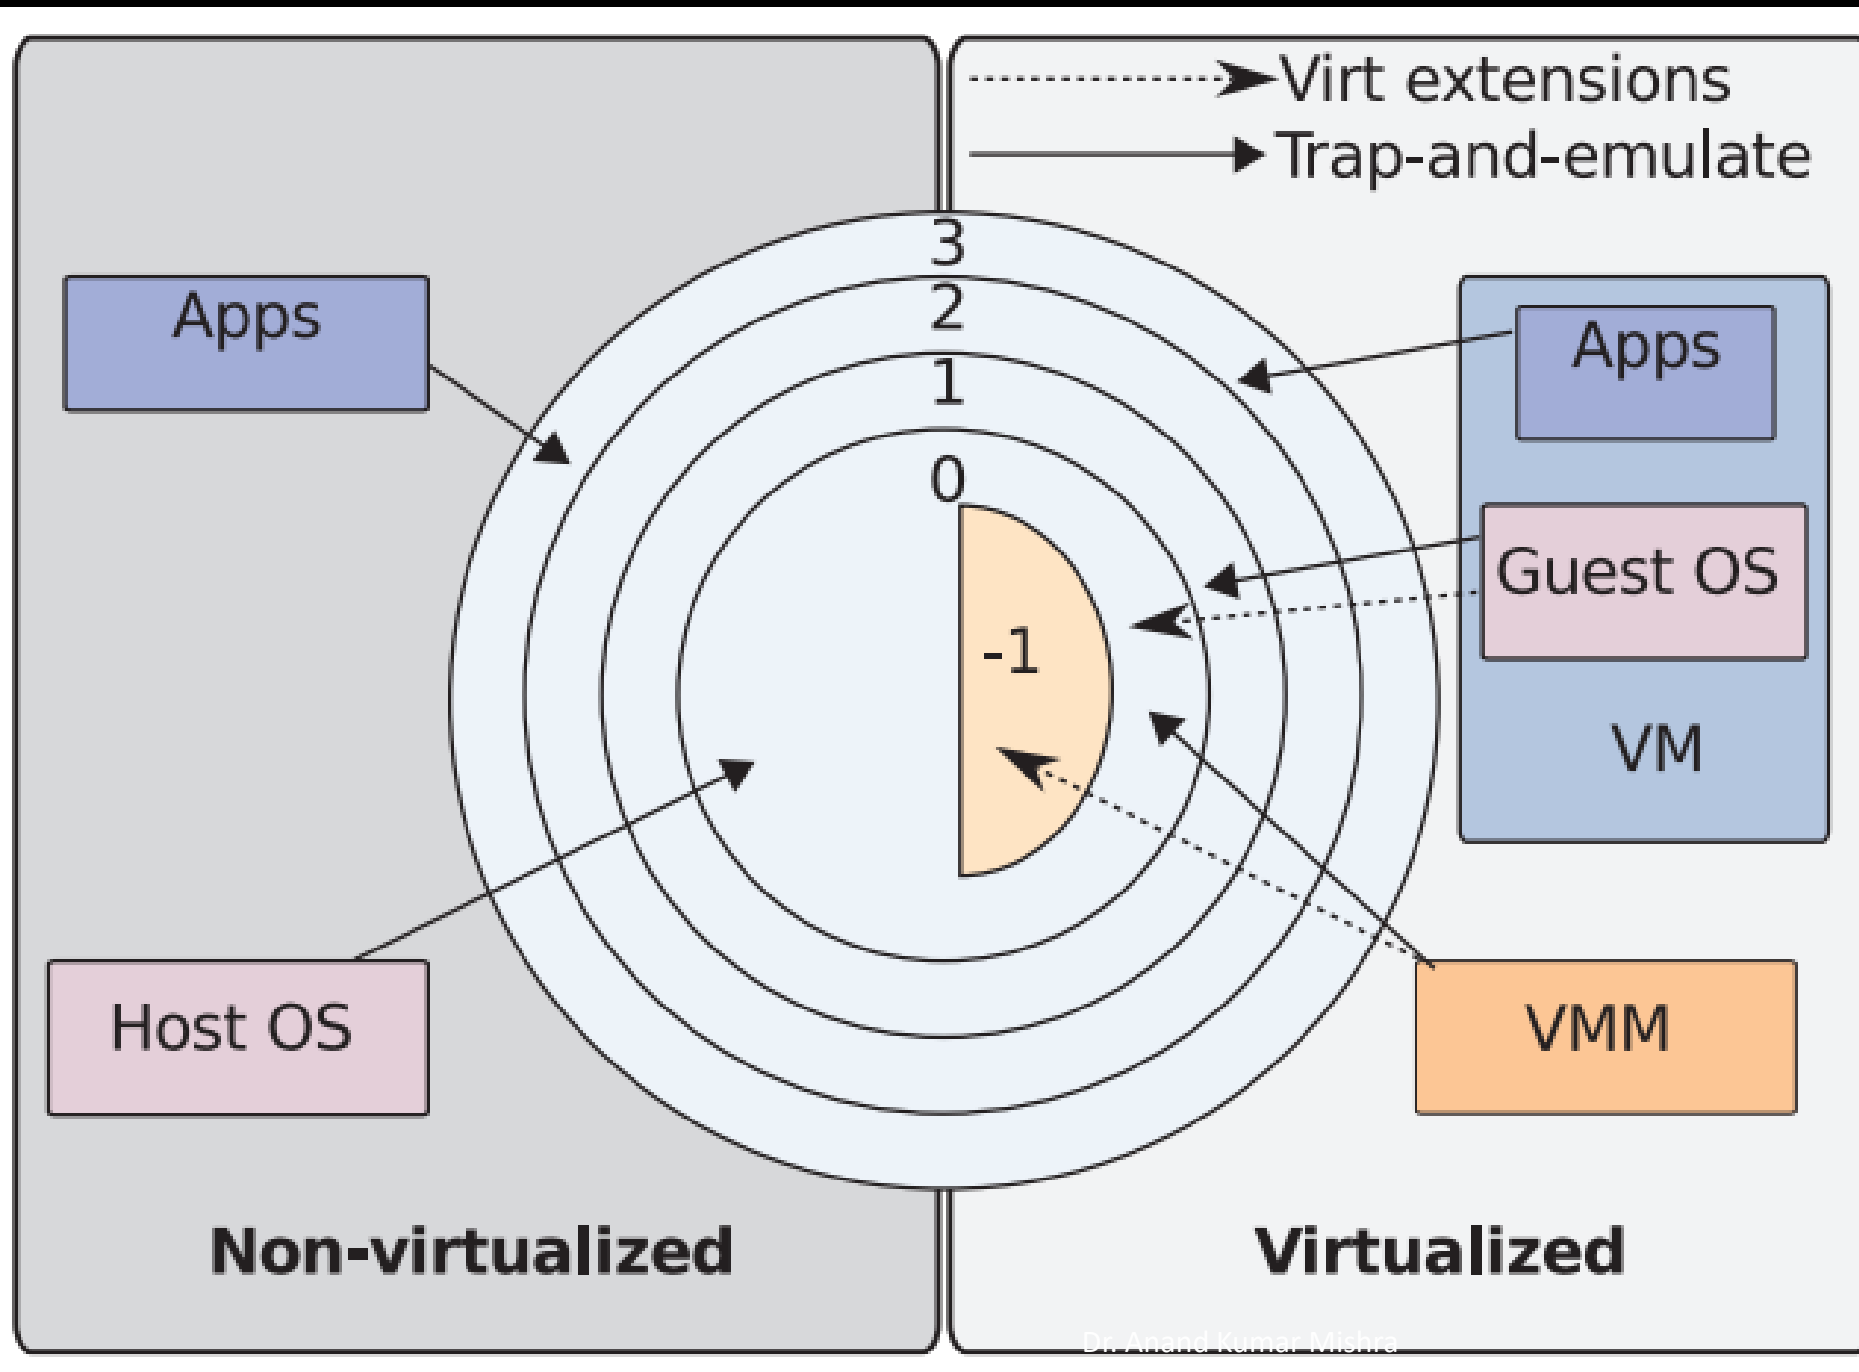 Virt extensions
Trap-and-emulate
3
2
1
0
-1
Apps
Host OS
Apps
Guest OS
VM
VMM
Non-virtualized
Virtualized
Dr. Anand Kumar Mishra